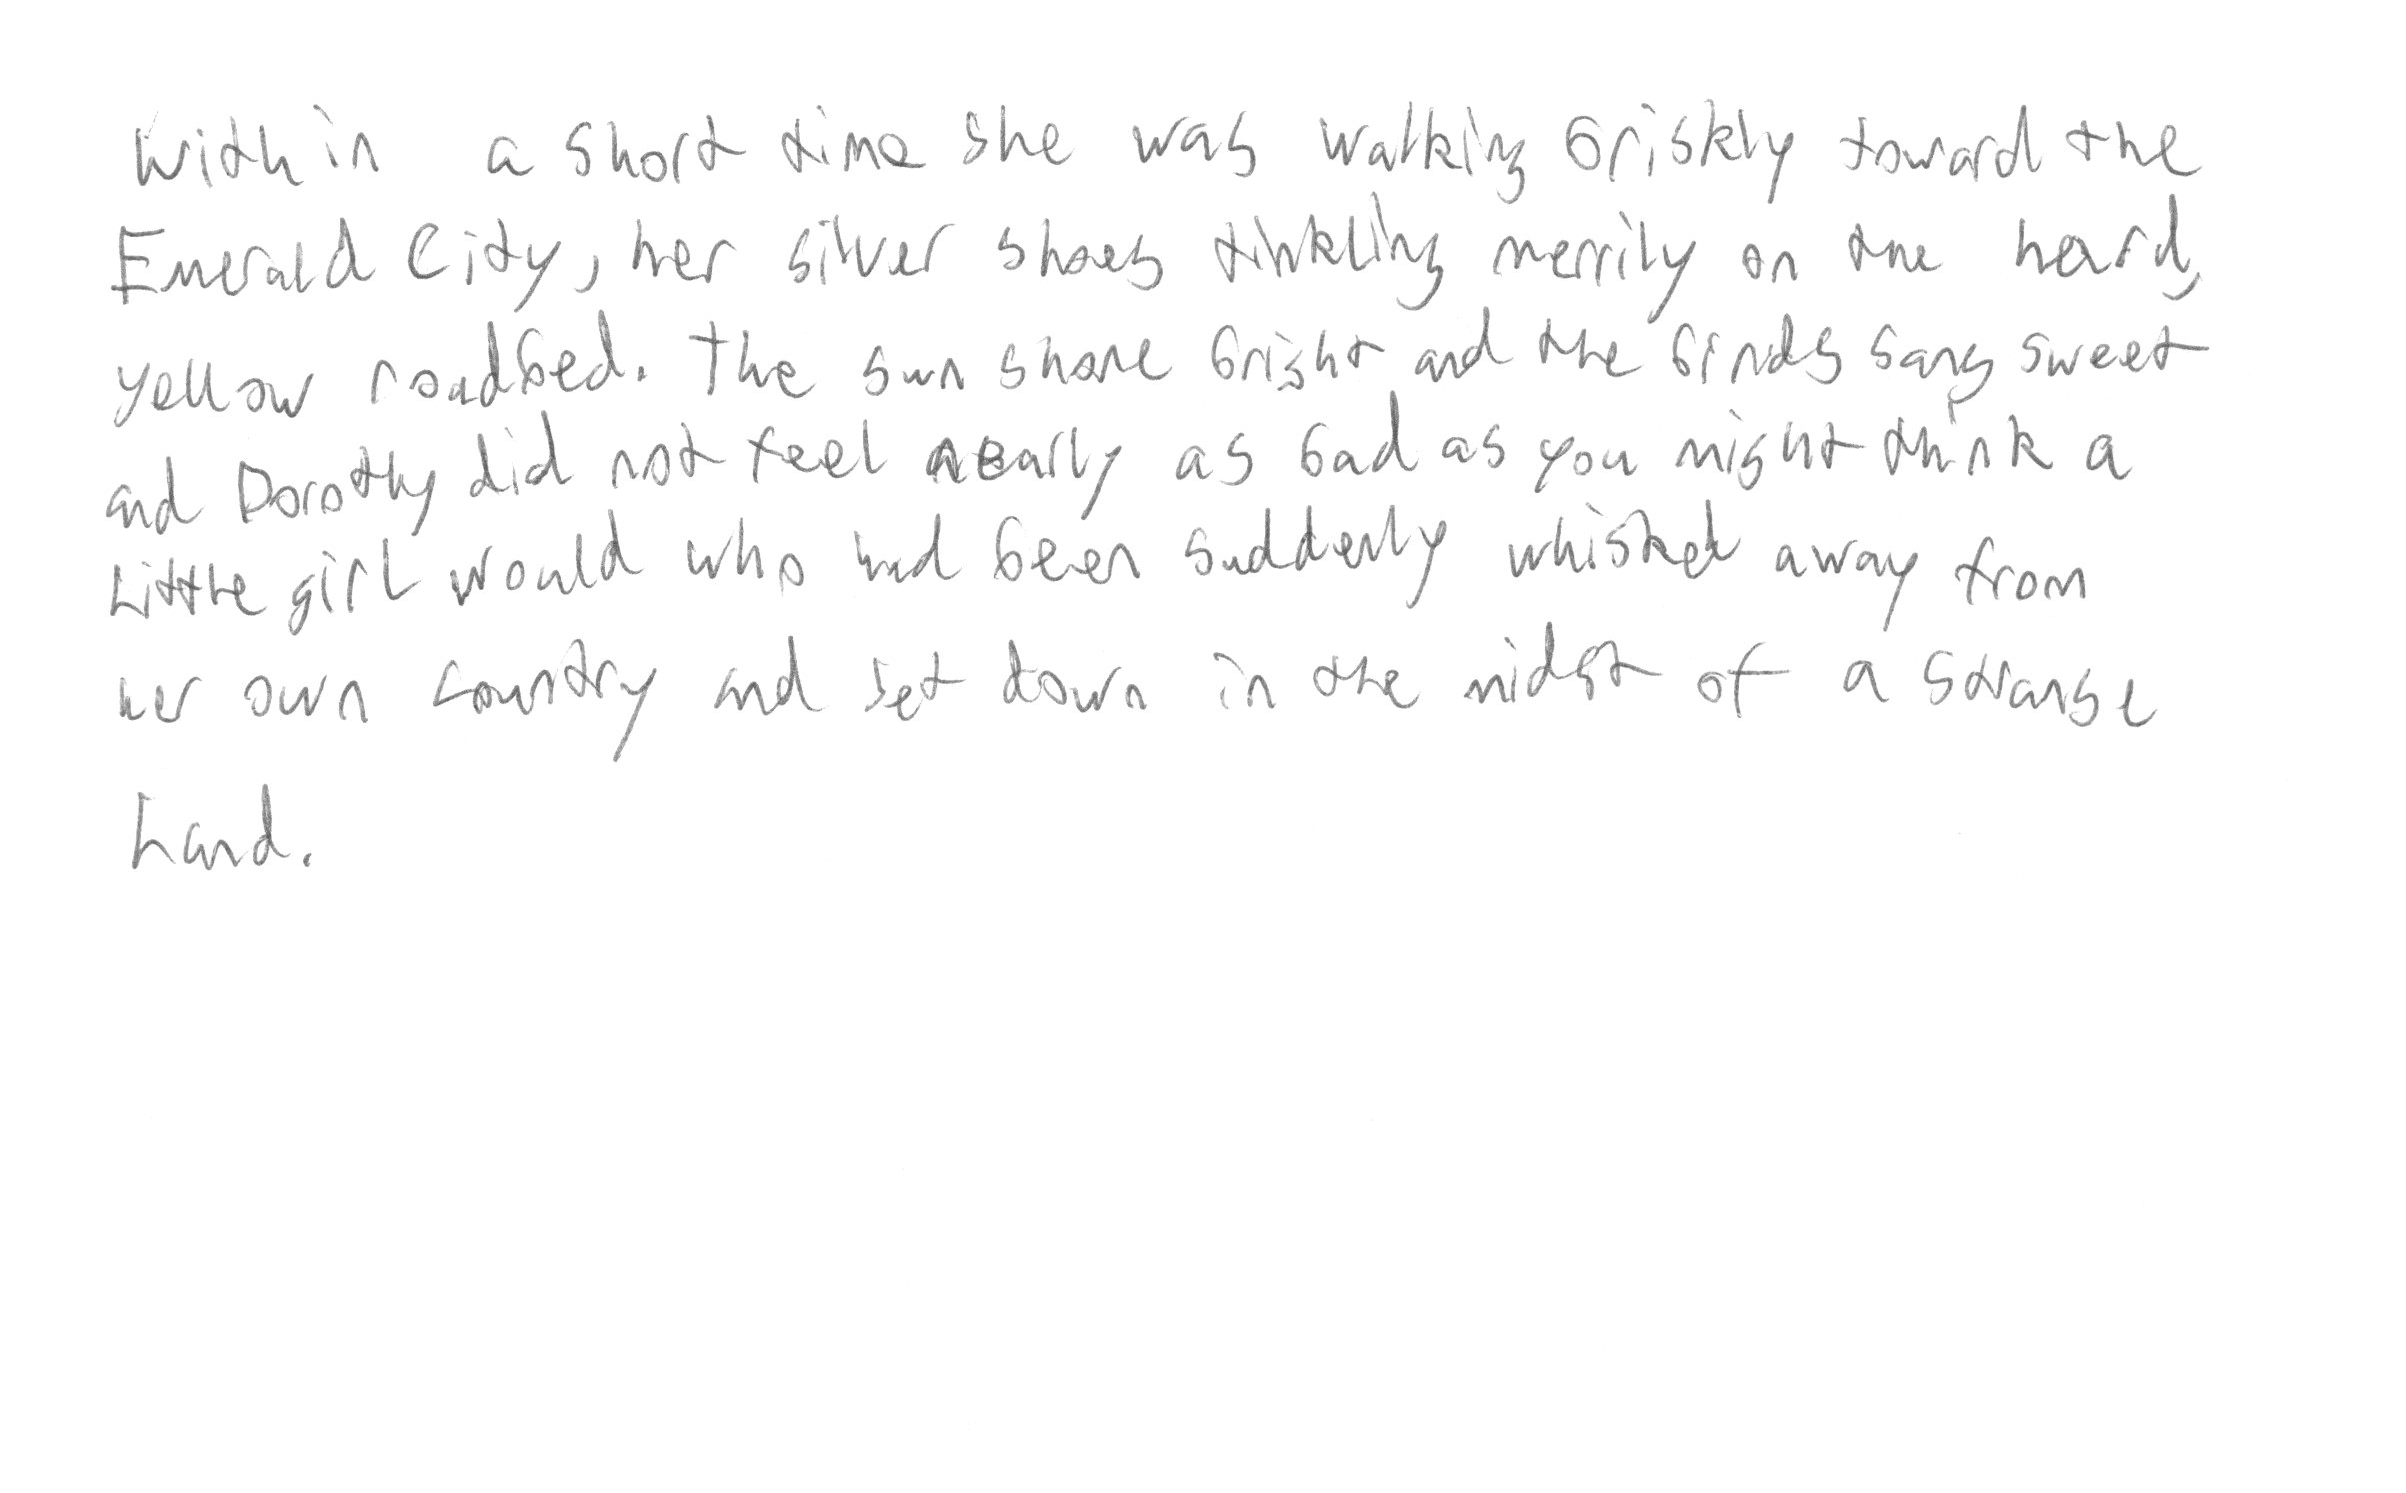 Within a short time she was walking briskly toward the
Emerald City, her silver shoes tinkling merrily on the hard,
yellow roadbed. The sun shone bright and the birds sang sweet
and Dorothy did not feel nearly as bad as you might think a
little girl would who had been suddenly whisked away from
her own country and set down in the midst of a strange
land.